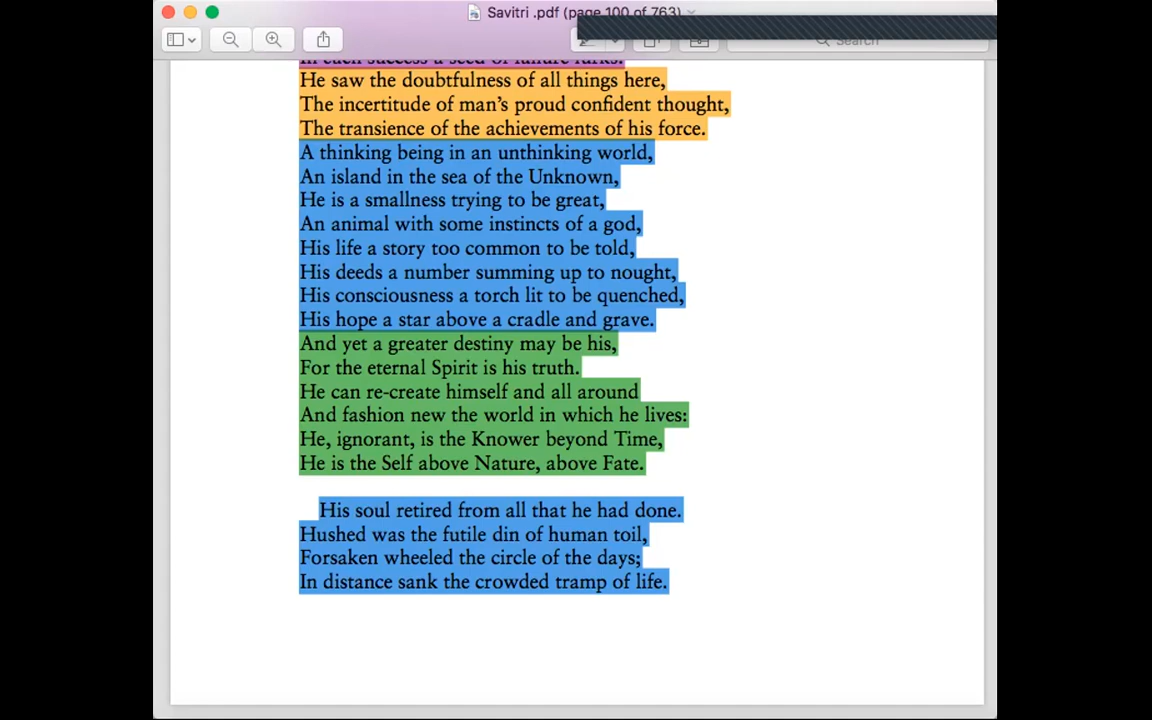 Savitri .pdf (page 100 of 763)
Search
In each success a seed of failure lurks.
He saw the doubtfulness of all things here,
The incertitude of man's proud confident thought,
The transience of the achievements of his force.
A thinking being in an unthinking world,
An island in the sea of the Unknown,
He is a smallness trying to be great,
An animal with some instincts of a god,
His life a story too common to be told,
His deeds a number summing up to nought,
His consciousness a torch lit to be quenched,
His hope a star above a cradle and grave.
And yet a greater destiny may be his,
For the eternal Spirit is his truth.
He can re-create himself and all around
And fashion new the world in which he lives:
He, ignorant, is the Knower beyond Time,
He is the Self above Nature, above Fate.
His soul retired from all that he had done.
Hushed was the futile din of human toil,
Forsaken wheeled the circle of the days;
In distance sank the crowded tramp of life.